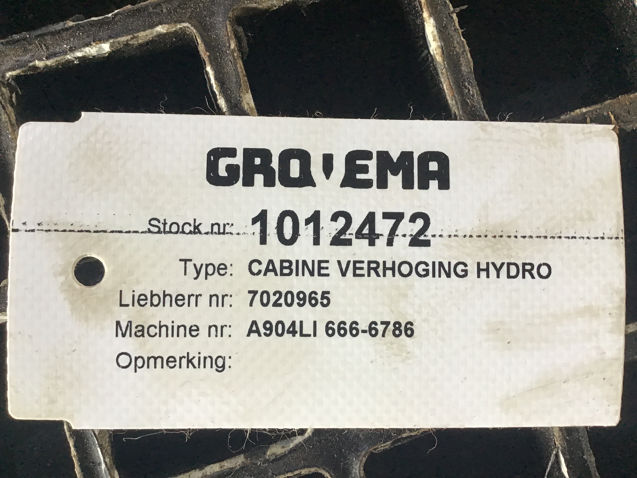 GROVEMA
Stock nr: 1012472
Type: CABINE VERHOGING HYDRO
Liebherr nr: 7020965
Machine nr: A904LI 666-6786
Opmerking: